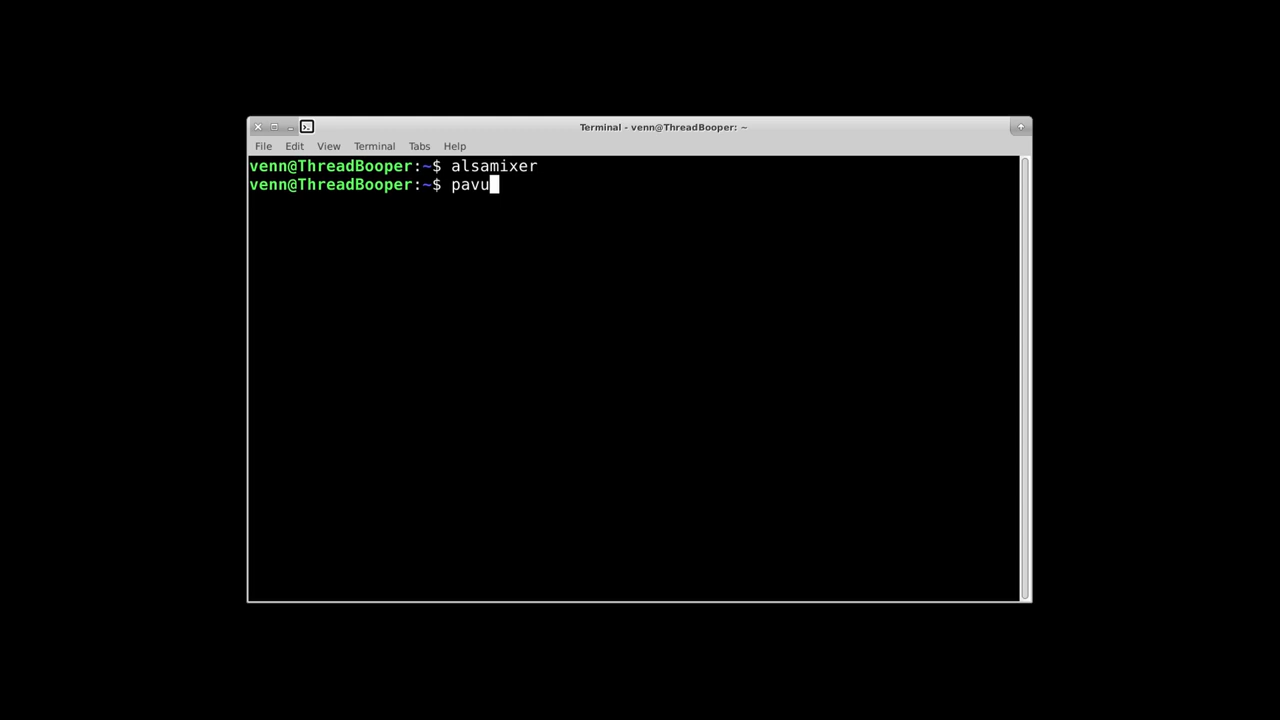 Terminal - venn@ThreadBooper: ~
File Edit View Terminal Tabs Help
venn@ThreadBooper:~$ alsamixer
venn@ThreadBooper:~$ pavu